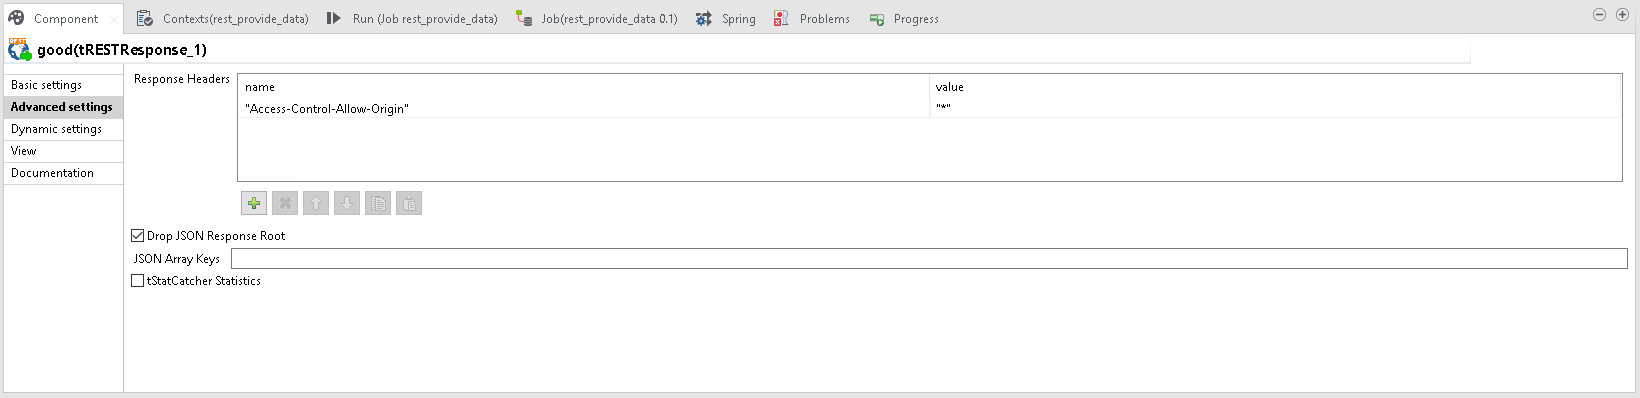 Component
Contexts(rest_provide_data)
Run (Job rest_provide_data)
Job(rest_provide_data 0.1)
Spring
Problems
Progress
REST
good(tRESTResponse_1)
Basic settings
Advanced settings
Dynamic settings
View
Documentation
Response Headers
name value
"Access-Control-Allow-Origin" "*"
Drop JSON Response Root
JSON Array Keys
tStatCatcher Statistics